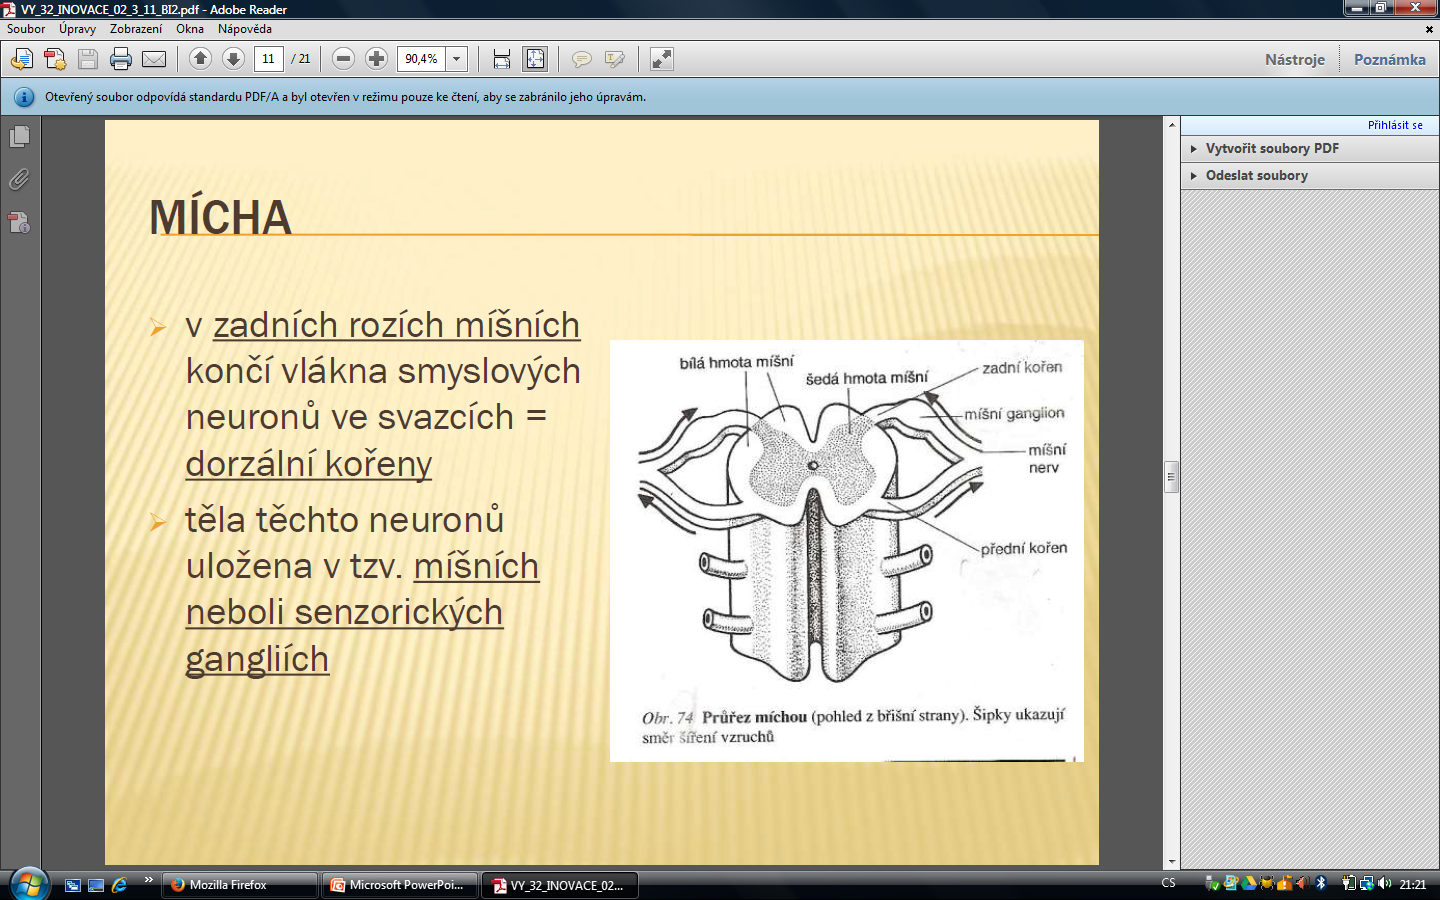 VY_32_INOVACE_02_3_11_BI2.pdf - Adobe Reader
Soubor Úpravy Zobrazení Okna Nápověda
11 / 21 90,4% Nástroje Poznámka
Otevřený soubor odpovídá standardu PDF/A a byl otevřen v režimu pouze ke čtení, aby se zabránilo jeho úpravám.
Přihlásit se
Vytvořit soubory PDF
Odeslat soubory
MÍCHA
v zadních rozích míšních
končí vlákna smyslových
neuronů ve svazcích =
dorzální kořeny
těla těchto neuronů
uložena v tzv. míšních
neboli senzorických
gangliích
bílá hmota míšní
šedá hmota míšní
zadní kořen
míšní ganglion
míšní
nerv
přední kořen
Obr. 74 Průřez míchou (pohled z břišní strany). Šipky ukazují
směr šíření vzruchů
Mozilla Firefox
Microsoft PowerPoi...
VY_32_INOVACE_02...
CS
21:21